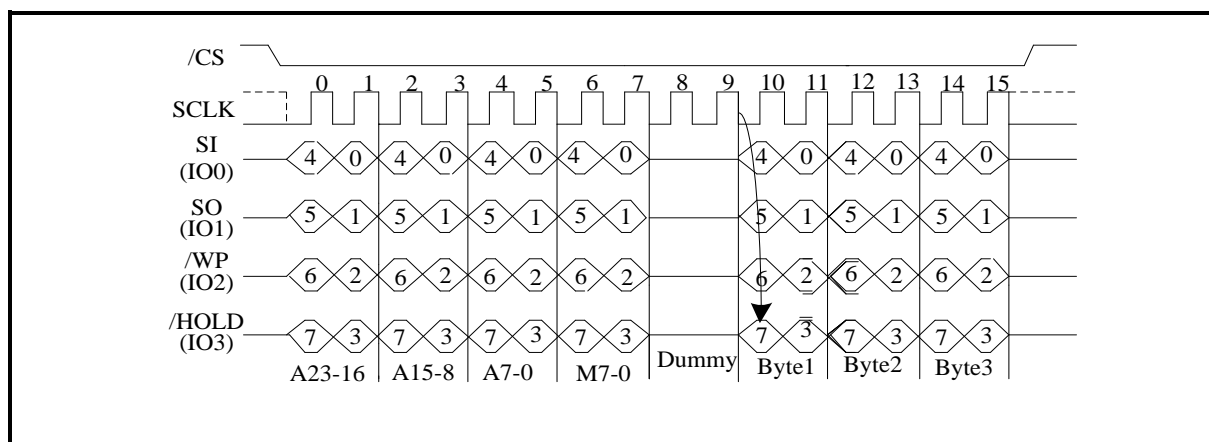 /CS
0 1 2 3 4 5 6 7 8 9 10 11 12 13 14 15
SCLK
SI
(IO0)
4 0 4 0 4 0 4 0 4 0 4 0 4 0
SO
(IO1)
5 1 5 1 5 1 5 1 5 1 5 1 5 1
/WP
(IO2)
6 2 6 2 6 2 6 2 6 2 6 2 6 2
/HOLD
(IO3)
7 3 7 3 7 3 7 3 7 3 7 3 7 3
A23-16 A15-8 A7-0 M7-0 Dummy Byte1 Byte2 Byte3